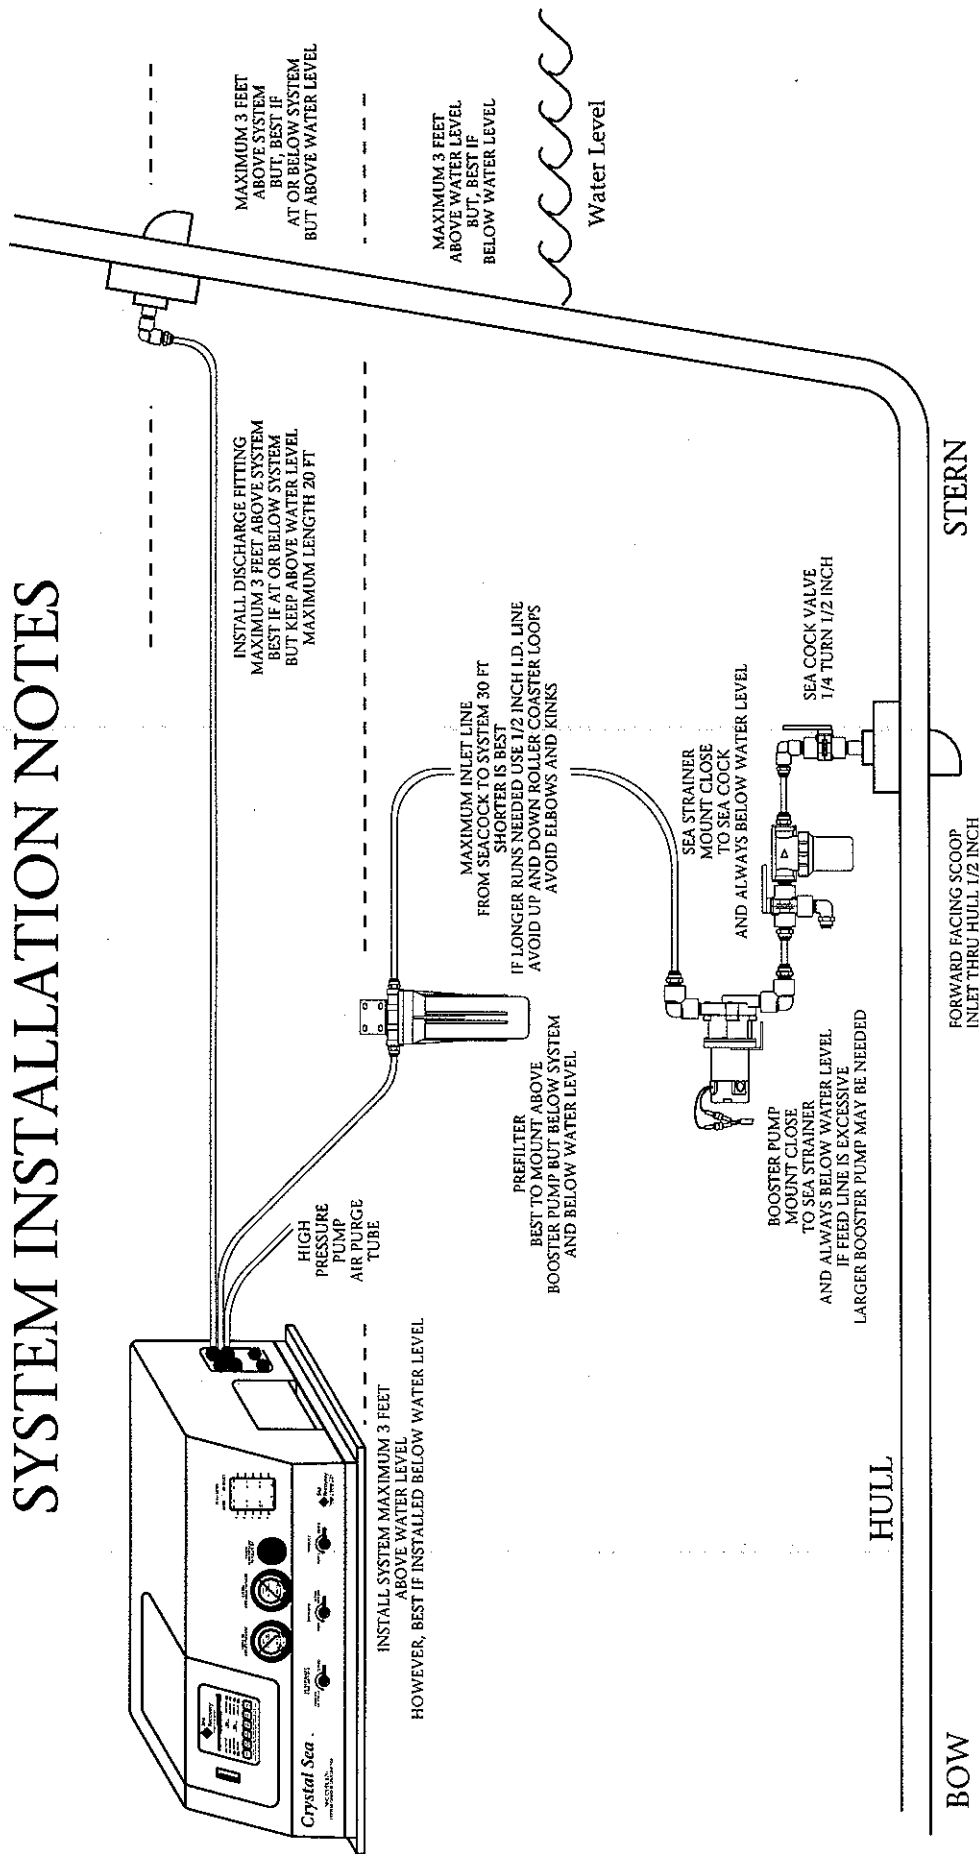 SYSTEM INSTALLATION NOTES
MAXIMUM 3 FEET
ABOVE SYSTEM
BUT, BEST IF
AT OR BELOW SYSTEM
BUT ABOVE WATER LEVEL
INSTALL DISCHARGE FITTING
MAXIMUM 3 FEET ABOVE SYSTEM
BEST IF AT OR BELOW SYSTEM
BUT KEEP ABOVE WATER LEVEL
MAXIMUM LENGTH 20 FT
MAXIMUM 3 FEET
ABOVE WATER LEVEL
BUT, BEST IF
BELOW WATER LEVEL
Water Level
HIGH
PRESSURE
PUMP
AIR PURGE
TUBE
Sea
Recovery
Crystal Sea
INSTALL SYSTEM MAXIMUM 3 FEET
ABOVE WATER LEVEL
HOWEVER, BEST IF INSTALLED BELOW WATER LEVEL
MAXIMUM INLET LINE
FROM SEACOCK TO SYSTEM 30 FT
SHORTER IS BEST
IF LONGER RUNS NEEDED USE 1/2 INCH I.D. LINE
AVOID UP AND DOWN ROLLER COASTER LOOPS
AVOID ELBOWS AND KINKS
PREFILTER
BEST TO MOUNT ABOVE
BOOSTER PUMP BUT BELOW SYSTEM
AND BELOW WATER LEVEL
SEA STRAINER
MOUNT CLOSE
TO SEA COCK
AND ALWAYS BELOW WATER LEVEL
SEA COCK VALVE
1/4 TURN 1/2 INCH
BOOSTER PUMP
MOUNT CLOSE
TO SEA STRAINER
AND ALWAYS BELOW WATER LEVEL
IF FEED LINE IS EXCESSIVE
LARGER BOOSTER PUMP MAY BE NEEDED
HULL
BOW
FORWARD FACING SCOOP
INLET THRU HULL 1/2 INCH
STERN